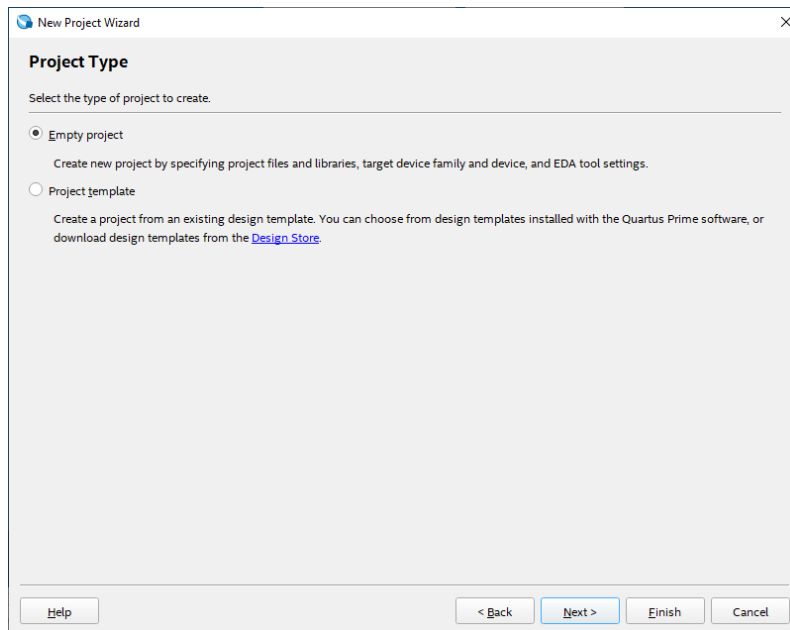 New Project Wizard
Project Type
Select the type of project to create.
Empty project
Create new project by specifying project files and libraries, target device family and device, and EDA tool settings.
Project template
Create a project from an existing design template. You can choose from design templates installed with the Quartus Prime software, or
download design templates from the Design Store.
Help
< Back
Next >
Finish
Cancel